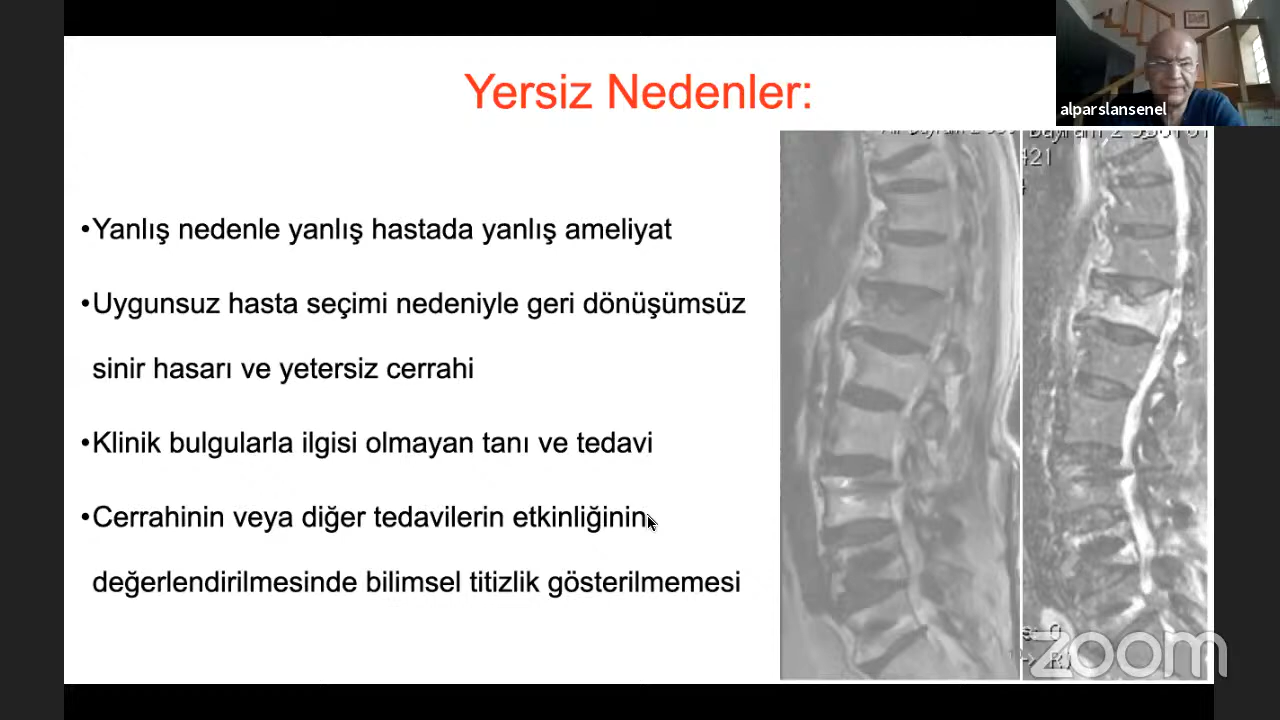 Yersiz Nedenler:
alparslansenel
•Yanlış nedenle yanlış hastada yanlış ameliyat
•Uygunsuz hasta seçimi nedeniyle geri dönüşümsüz
sinir hasarı ve yetersiz cerrahi
•Klinik bulgularla ilgisi olmayan tanı ve tedavi
•Cerrahinin veya diğer tedavilerin etkinliğinin
değerlendirilmesinde bilimsel titizlik gösterilmemesi
421
zoom